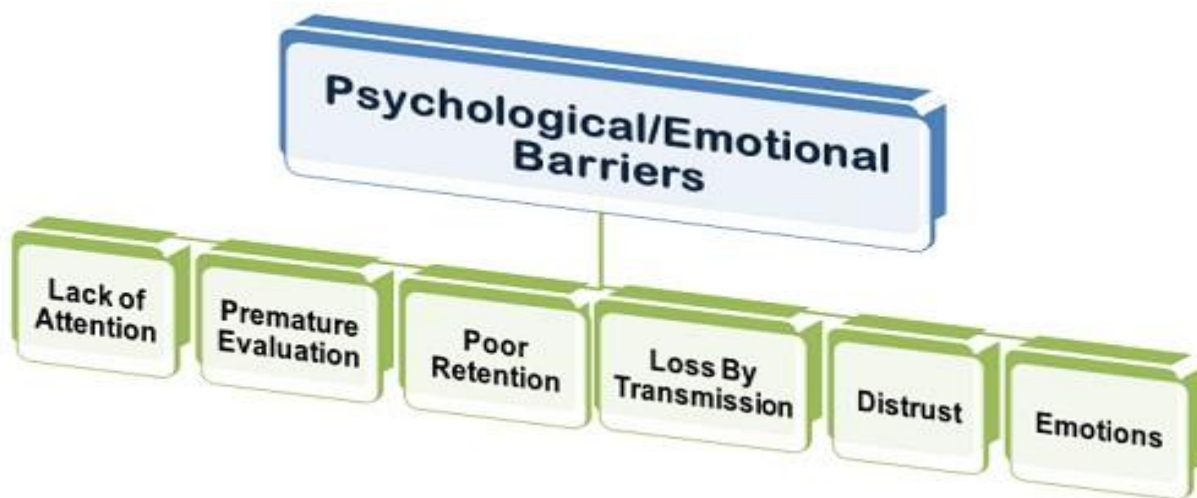 Psychological/Emotional
Barriers
Lack of
Attention
Premature
Evaluation
Poor
Retention
Loss By
Transmission
Distrust
Emotions